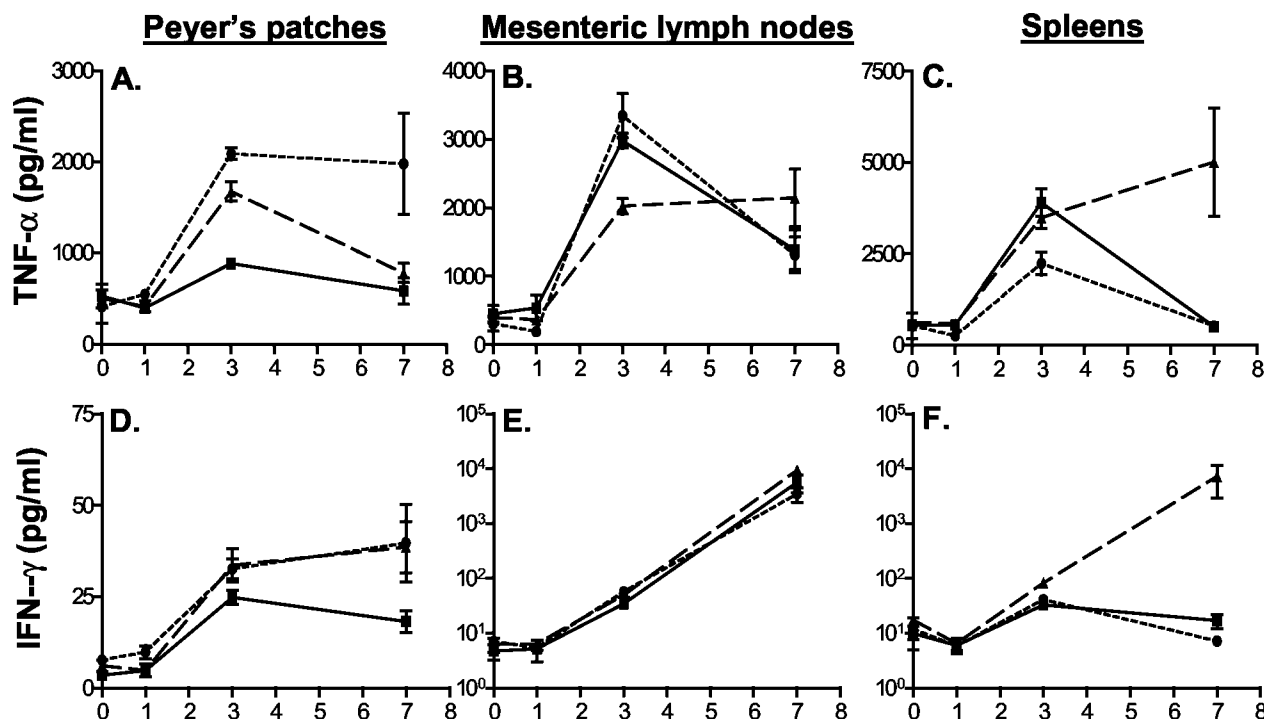 Peyer's patches Mesenteric lymph nodes Spleens
TNF-α (pg/ml)
A.
3000
2000
1000
0
0 1 2 3 4 5 6 7 8
B.
4000
3000
2000
1000
0
0 1 2 3 4 5 6 7 8
C.
7500
5000
2500
0
0 1 2 3 4 5 6 7 8
IFN--γ (pg/ml)
D.
75
50
25
0
0 1 2 3 4 5 6 7 8
E.
10⁵
10⁴
10³
10²
10¹
10⁰
0 1 2 3 4 5 6 7 8
F.
10⁵
10⁴
10³
10²
10¹
10⁰
0 1 2 3 4 5 6 7 8